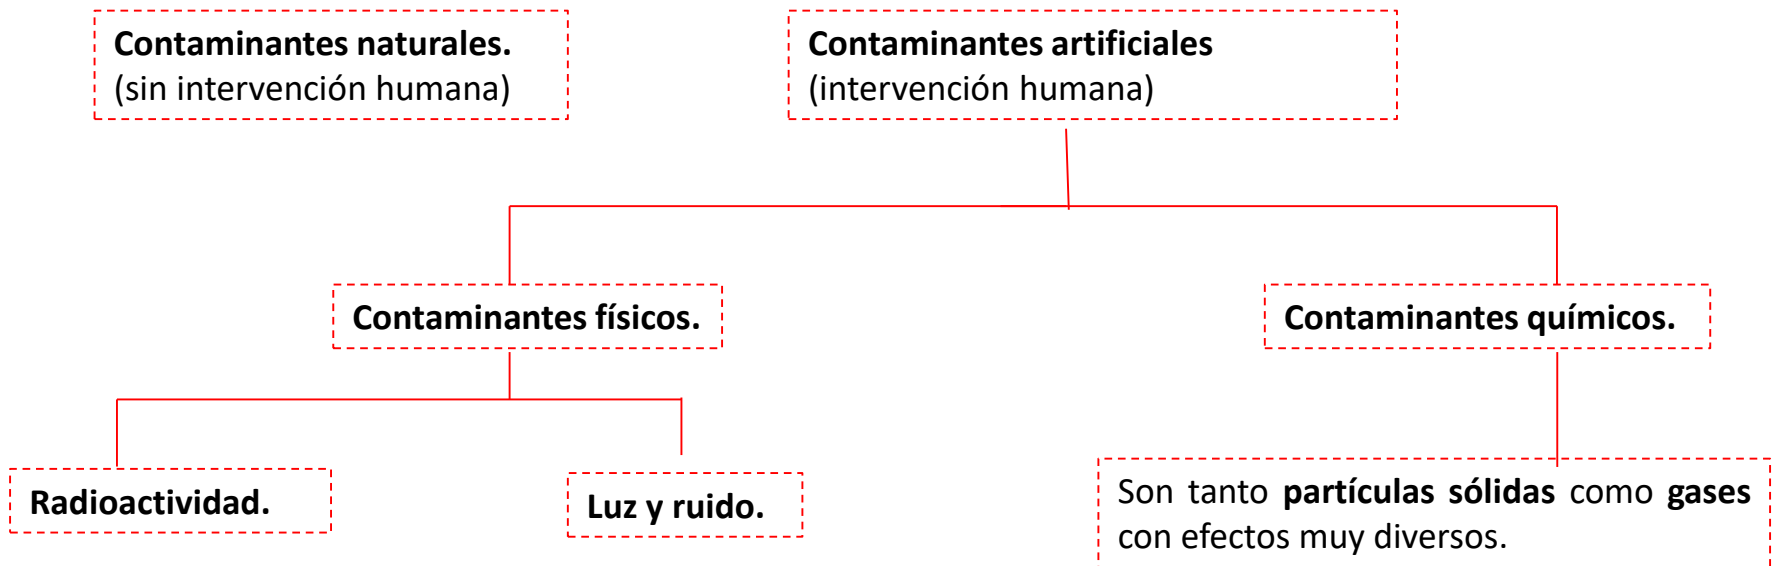 Contaminantes naturales.
(sin intervención humana)
Contaminantes artificiales
(intervención humana)
Contaminantes físicos.
Contaminantes químicos.
Radioactividad.
Luz y ruido.
Son tanto partículas sólidas como gases
con efectos muy diversos.